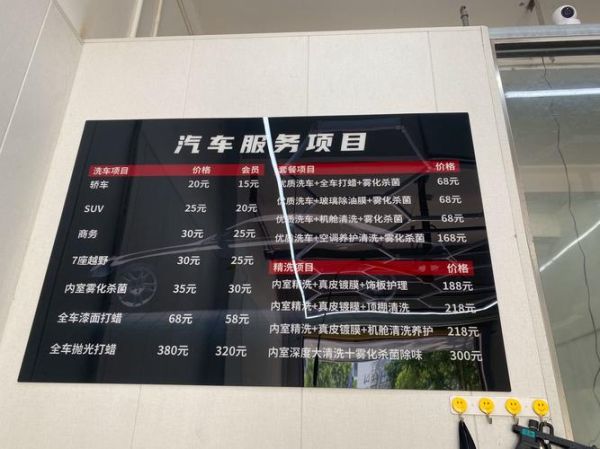 汽车服务项目
洗车项目 价格 会员
轿车 20元 15元
SUV 25元 20元
商务 30元 25元
7座越野 30元 25元
内室雾化杀菌 35元 30元
全车漆面打蜡 68元 58元
全车抛光打蜡 380元 320元
套餐项目 价格
优质洗车+全车打蜡+雾化杀菌 68元
优质洗车+玻璃除油膜+雾化杀菌 68元
优质洗车+机舱清洗+雾化杀菌 68元
优质洗车+空调养护清洗+雾化杀菌 168元
精洗项目 价格
内室精洗+真皮镀膜+饰板护理 188元
内室精洗+真皮镀膜+顶棚清洗 218元
内室精洗+真皮镀膜+机舱清洗养护 218元
内室深度大清洗十雾化杀菌除味 300元